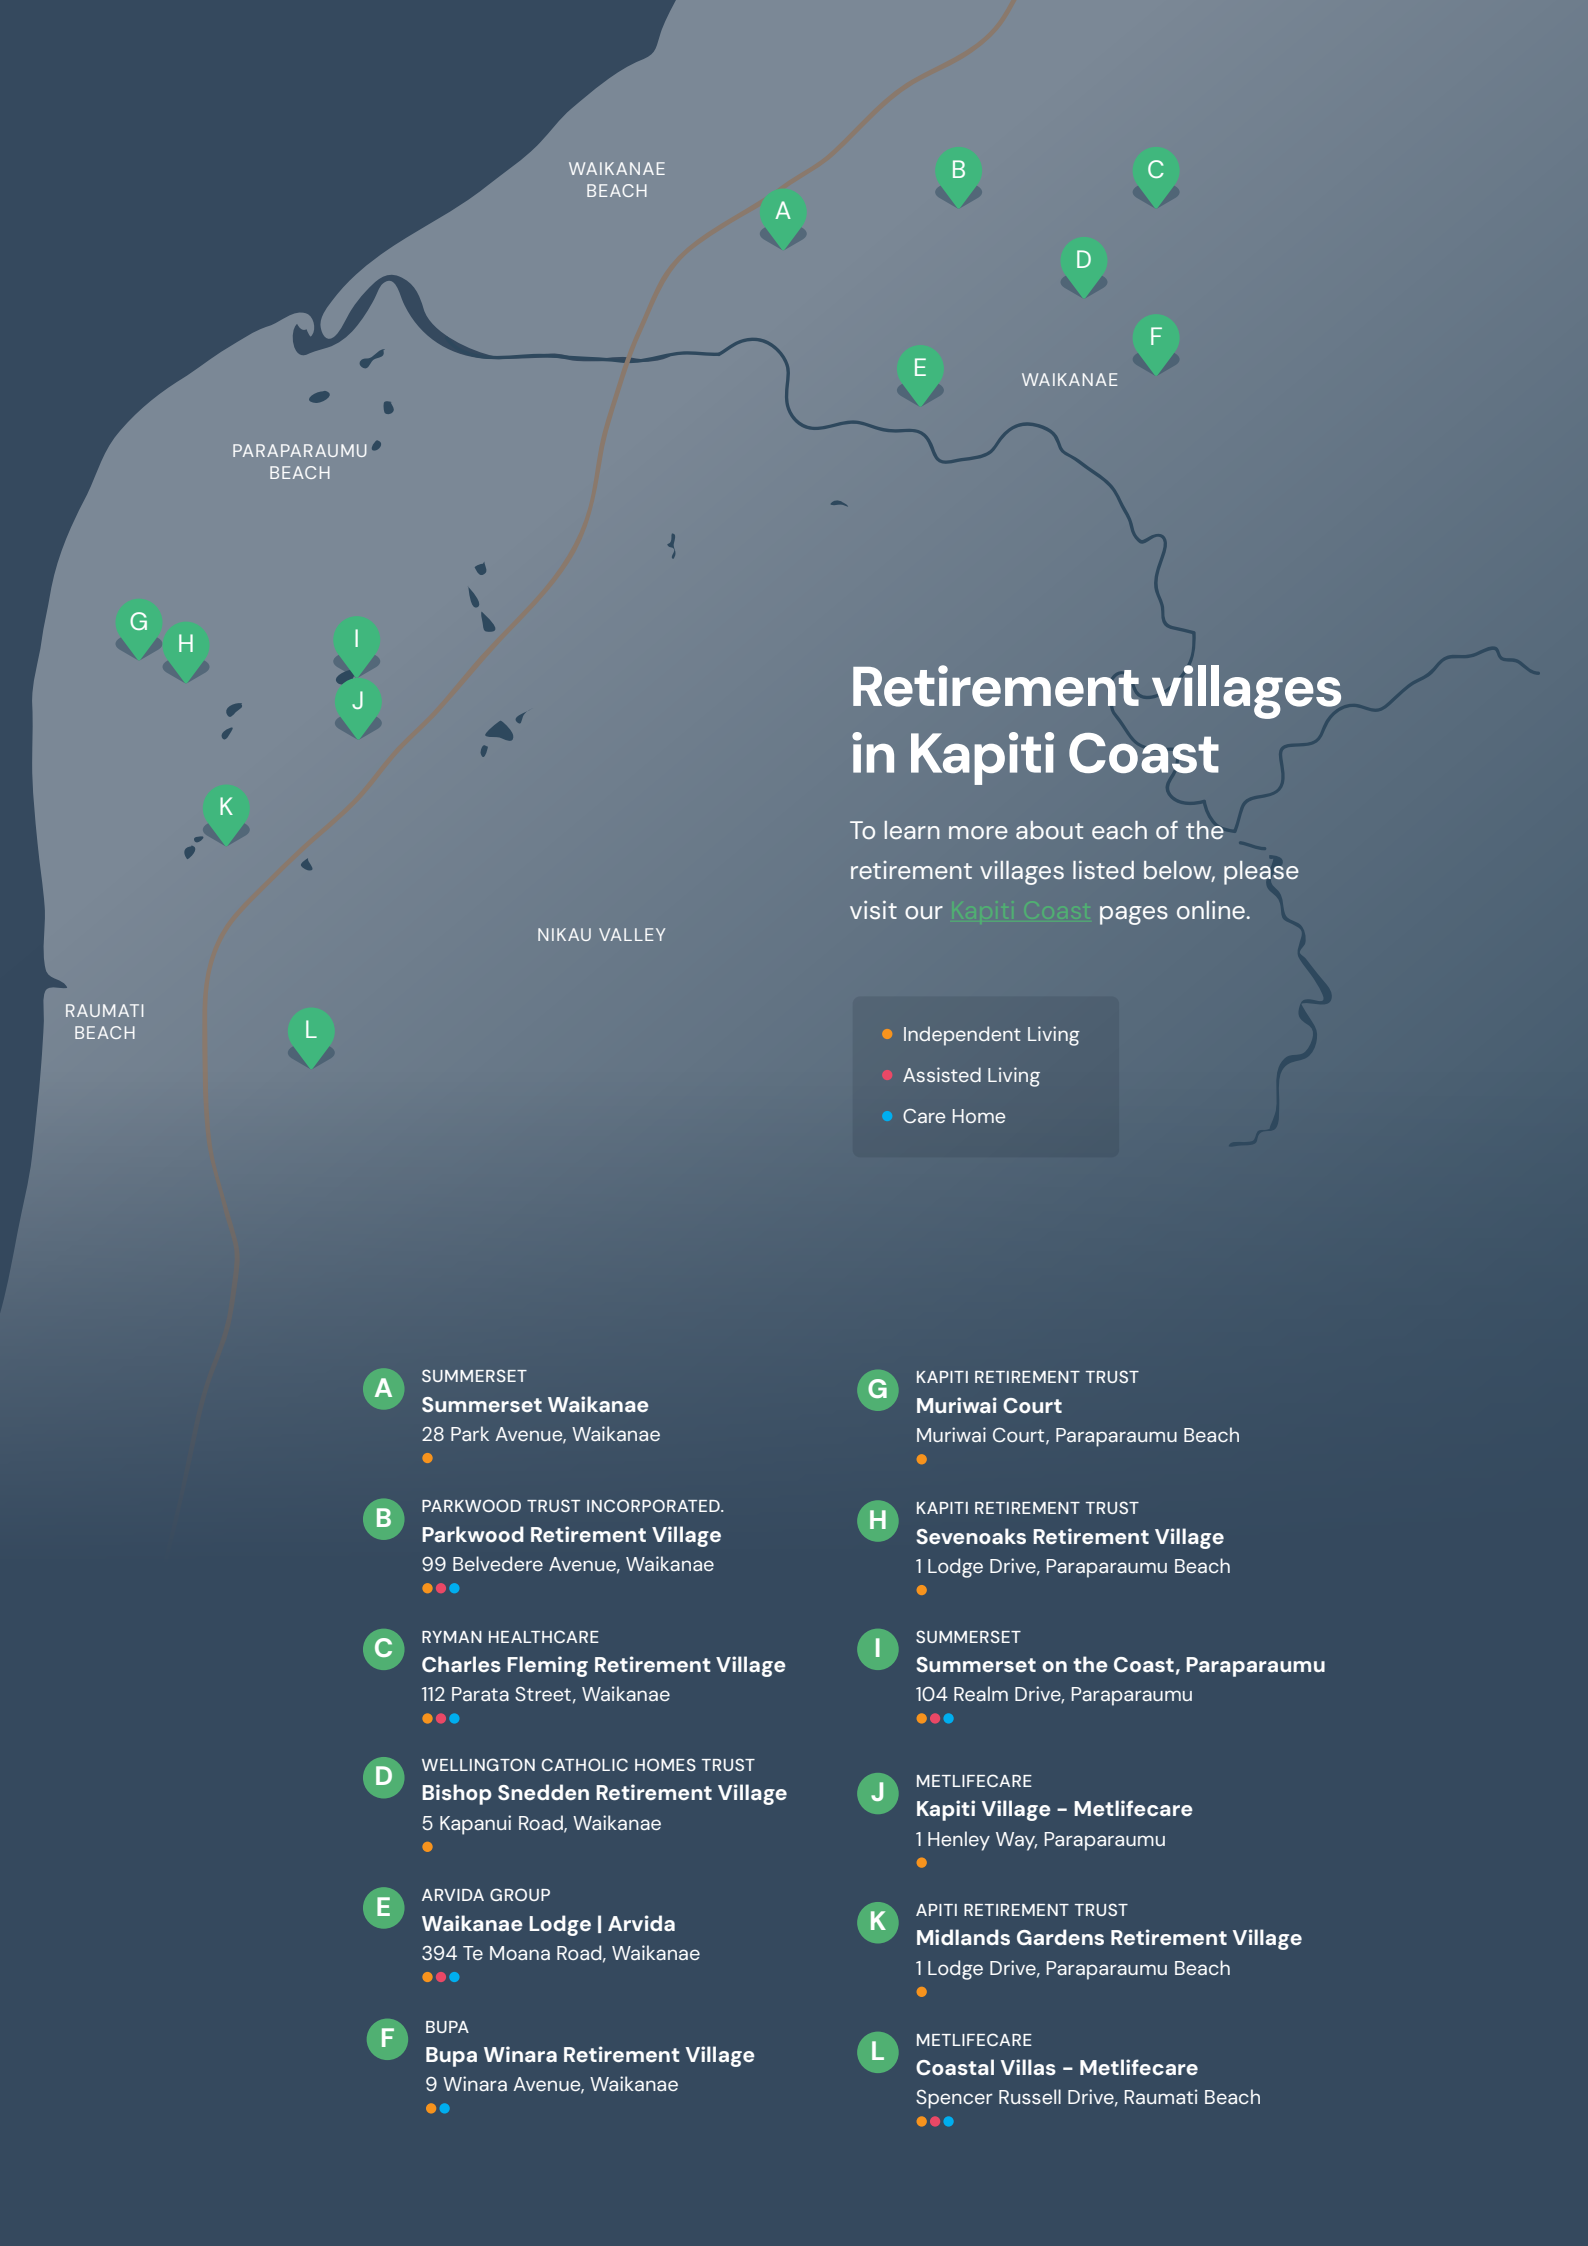 WAIKANAE
BEACH
A
B
C
D
E
F
WAIKANAE
PARAPARAUMU
BEACH
G
H
I
J
K
Retirement villages
in Kapiti Coast
To learn more about each of the
retirement villages listed below, please
visit our Kapiti Coast pages online.
NIKAU VALLEY
RAUMATI
BEACH
L
Independent Living
Assisted Living
Care Home
A
SUMMERSET
Summerset Waikanae
28 Park Avenue, Waikanae
B
PARKWOOD TRUST INCORPORATED.
Parkwood Retirement Village
99 Belvedere Avenue, Waikanae
C
RYMAN HEALTHCARE
Charles Fleming Retirement Village
112 Parata Street, Waikanae
D
WELLINGTON CATHOLIC HOMES TRUST
Bishop Snedden Retirement Village
5 Kapanui Road, Waikanae
E
ARVIDA GROUP
Waikanae Lodge | Arvida
394 Te Moana Road, Waikanae
F
BUPA
Bupa Winara Retirement Village
9 Winara Avenue, Waikanae
G
KAPITI RETIREMENT TRUST
Muriwai Court
Muriwai Court, Paraparaumu Beach
H
KAPITI RETIREMENT TRUST
Sevenoaks Retirement Village
1 Lodge Drive, Paraparaumu Beach
I
SUMMERSET
Summerset on the Coast, Paraparaumu
104 Realm Drive, Paraparaumu
J
METLIFECARE
Kapiti Village – Metlifecare
1 Henley Way, Paraparaumu
K
APITI RETIREMENT TRUST
Midlands Gardens Retirement Village
1 Lodge Drive, Paraparaumu Beach
L
METLIFECARE
Coastal Villas – Metlifecare
Spencer Russell Drive, Raumati Beach